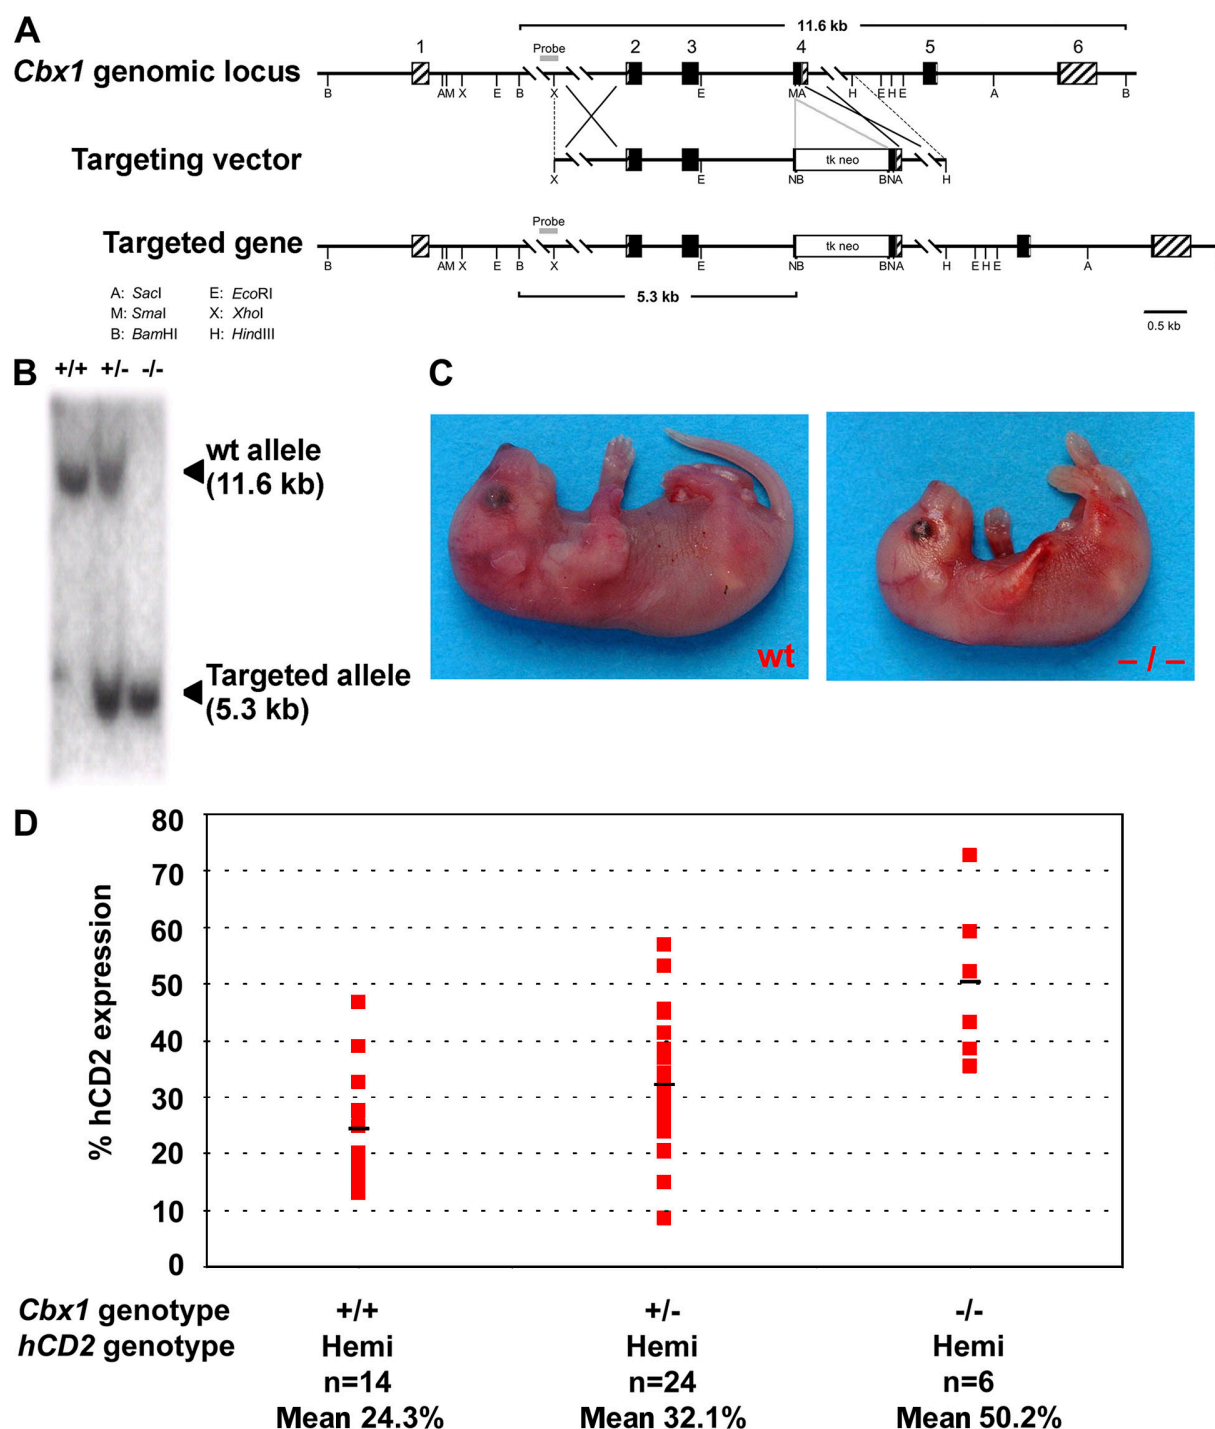 A
11.6 kb
Probe
1 2 3 4 5 6
Cbx1 genomic locus
B AM X E B X E MA H E H E A B
Targeting vector
tk neo
X E NB BNA H
Probe
Targeted gene
tk neo
B AM X E B X E NB BNA H E H E A
5.3 kb
A: SacI E: EcoRI
M: SmaI X: XhoI
B: BamHI H: HindIII
0.5 kb
B
+/+ +/- -/-
wt allele
(11.6 kb)
Targeted allele
(5.3 kb)
C
wt
– / –
D
80
70
60
50
40
30
20
10
0
% hCD2 expression
Cbx1 genotype +/+ +/- -/-
hCD2 genotype Hemi Hemi Hemi
n=14 n=24 n=6
Mean 24.3% Mean 32.1% Mean 50.2%